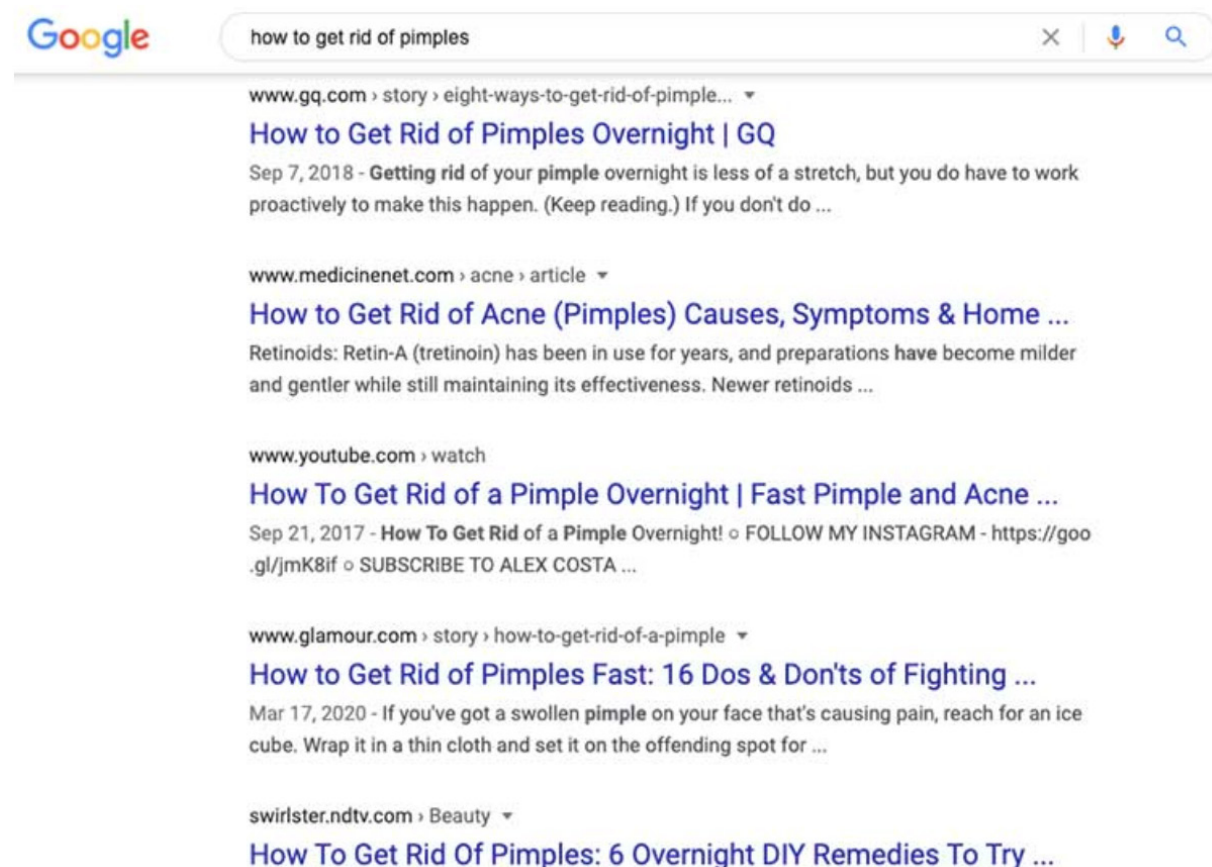 Google
how to get rid of pimples
www.gq.com › story › eight-ways-to-get-rid-of-pimple...
How to Get Rid of Pimples Overnight | GQ
Sep 7, 2018 - Getting rid of your pimple overnight is less of a stretch, but you do have to work
proactively to make this happen. (Keep reading.) If you don't do ...
www.medicinenet.com › acne › article
How to Get Rid of Acne (Pimples) Causes, Symptoms & Home ...
Retinoids: Retin-A (tretinoin) has been in use for years, and preparations have become milder
and gentler while still maintaining its effectiveness. Newer retinoids ...
www.youtube.com › watch
How To Get Rid of a Pimple Overnight | Fast Pimple and Acne ...
Sep 21, 2017 - How To Get Rid of a Pimple Overnight! ○ FOLLOW MY INSTAGRAM - https://goo
.gl/jmK8if ○ SUBSCRIBE TO ALEX COSTA ...
www.glamour.com › story › how-to-get-rid-of-a-pimple
How to Get Rid of Pimples Fast: 16 Dos & Don'ts of Fighting ...
Mar 17, 2020 - If you've got a swollen pimple on your face that's causing pain, reach for an ice
cube. Wrap it in a thin cloth and set it on the offending spot for ...
swirlster.ndtv.com › Beauty
How To Get Rid Of Pimples: 6 Overnight DIY Remedies To Try ...